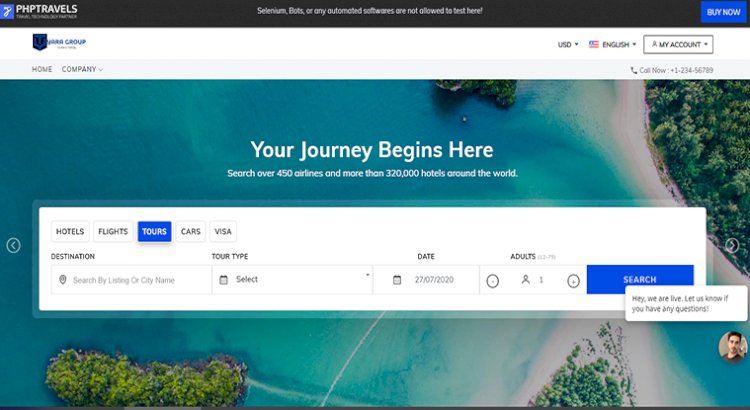 PHPTRAVELS
TRAVEL TECHNOLOGY PARTNER
Selenium, Bots, or any automated softwares are not allowed to test here!
BUY NOW
GROUP
USD
ENGLISH
MY ACCOUNT
HOME
COMPANY
Call Now : +1-234-56789
Your Journey Begins Here
Search over 450 airlines and more than 320,000 hotels around the world.
HOTELS
FLIGHTS
TOURS
CARS
VISA
DESTINATION
TOUR TYPE
DATE
ADULTS (12-75)
Search By Listing Or City Name
Select
27/07/2020
1
SEARCH
Hey, we are live. Let us know if
you have any questions!